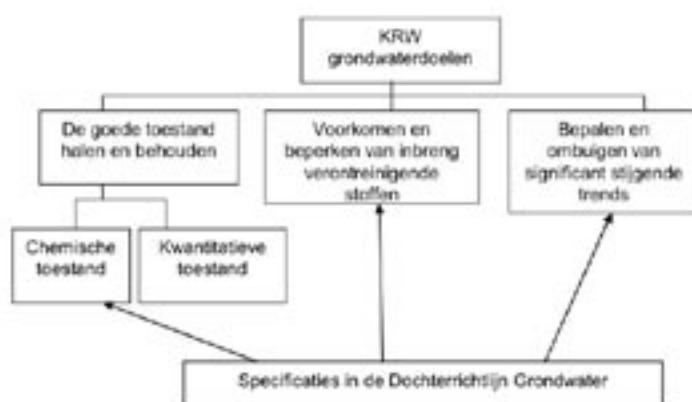 KRW
grondwaterdoelen
De goede toestand
halen en behouden
Voorkomen en
beperken van inbreng
verontreinigende
stoffen
Bepalen en
ombuigen van
significant stijgende
trends
Chemische
toestand
Kwantitatieve
toestand
Specificaties in de Dochterrichtlijn Grondwater